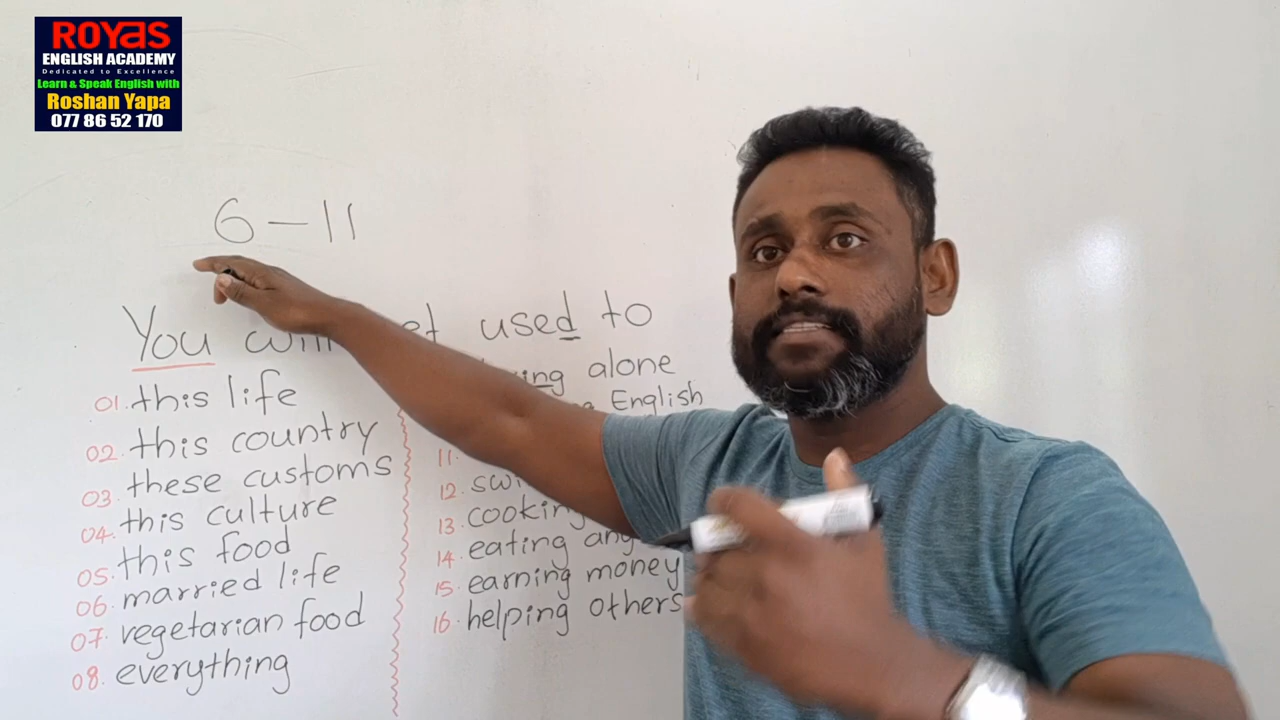 ROYAS
ENGLISH ACADEMY
Dedicated to Excellence
Learn & Speak English with
Roshan Yapa
077 86 52 170
6-11
You used to
01. this life
02. this country
03. these customs
04. this culture
05. this food
06. married life
07. vegetarian food
08. everything
alone
English
11.
12.
13. cooking
14. eating
15. earning money
16. helping others